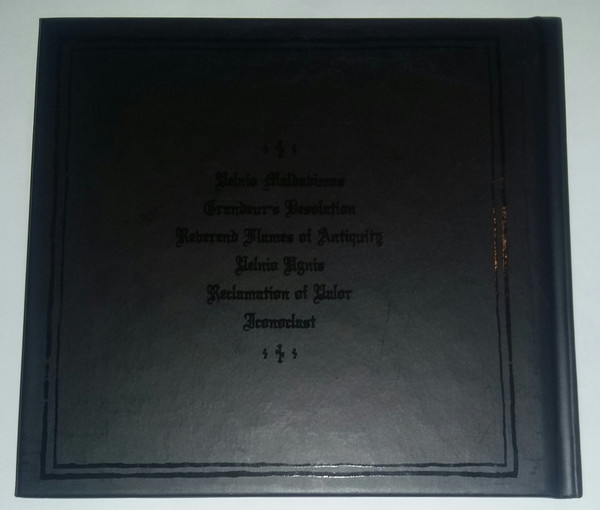 Velnio Maldavimas
Grandeur's Desolation
Reverend Flames of Antiquity
Velnio Ugnis
Reclamation of Valor
Iconoclast